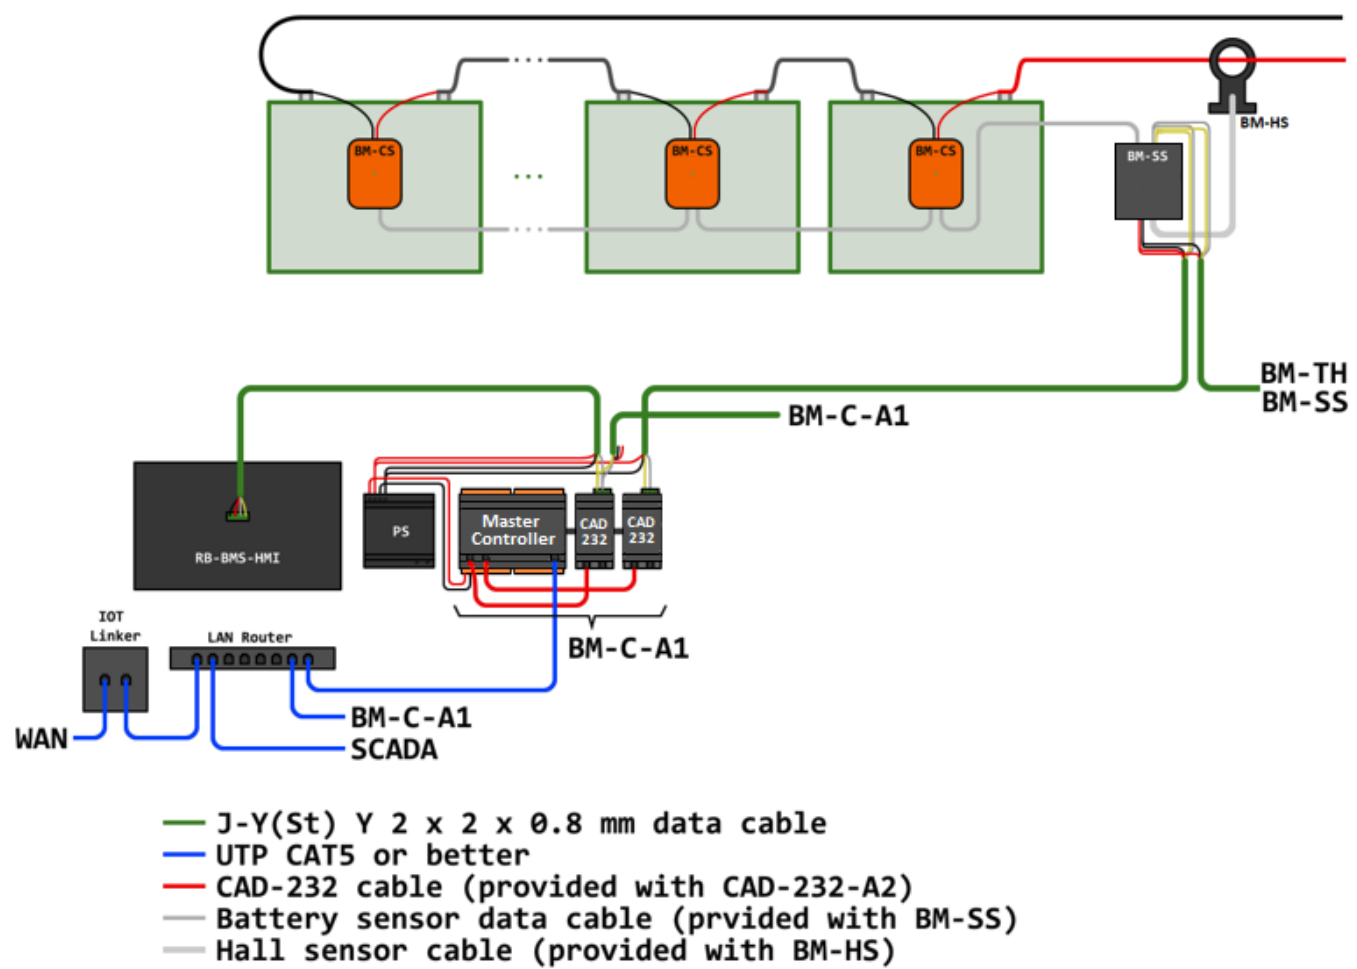 BM-HS
BM-CS
BM-CS
BM-CS
BM-SS
BM-TH
BM-SS
BM-C-A1
Master
Controller
CAD
232
CAD
232
PS
RB-BMS-HMI
IOT
Linker
LAN Router
BM-C-A1
BM-C-A1
WAN
SCADA
J-Y(St) Y 2 x 2 x 0.8 mm data cable
UTP CAT5 or better
CAD-232 cable (provided with CAD-232-A2)
Battery sensor data cable (prvided with BM-SS)
Hall sensor cable (provided with BM-HS)